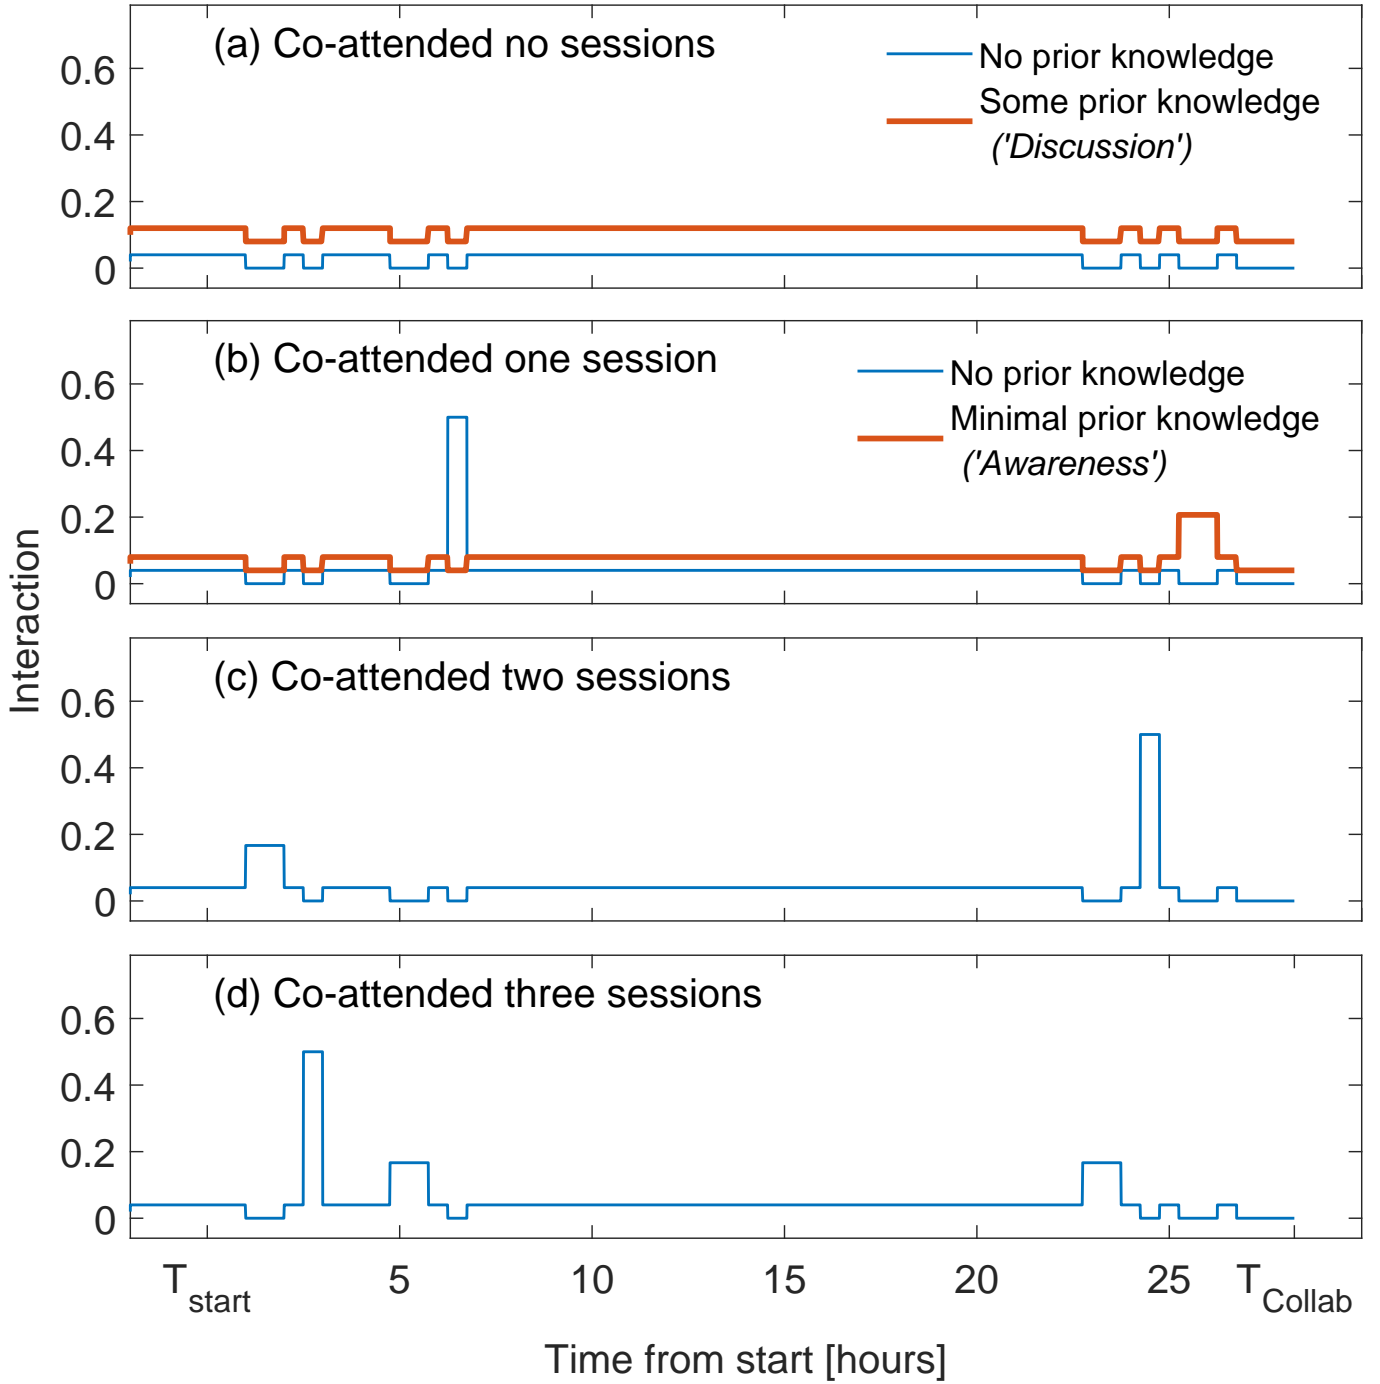 (a) Co-attended no sessions
No prior knowledge
Some prior knowledge
('Discussion')
0.6
0.4
0.2
0
(b) Co-attended one session
No prior knowledge
Minimal prior knowledge
('Awareness')
0.6
0.4
0.2
0
Interaction
(c) Co-attended two sessions
0.6
0.4
0.2
0
(d) Co-attended three sessions
0.6
0.4
0.2
0
T_start 5 10 15 20 25 T_Collab
Time from start [hours]